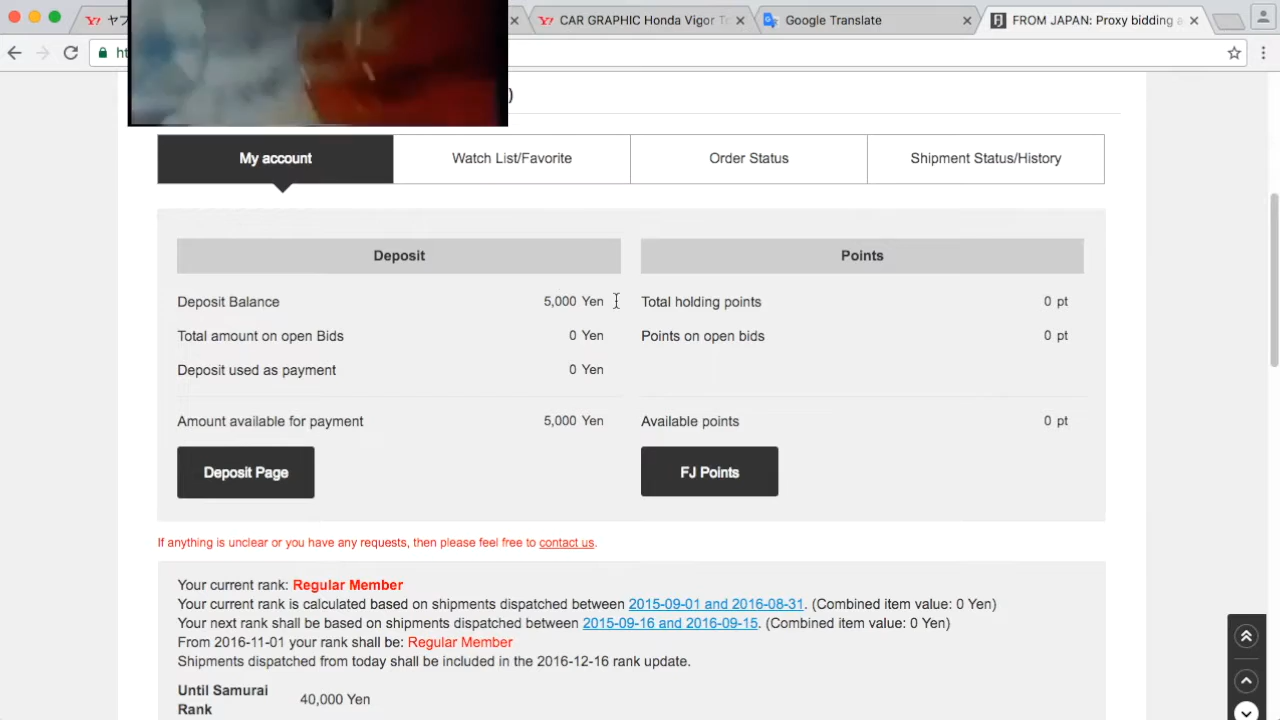 ヤフ
CAR GRAPHIC Honda Vigor T
Google Translate
FROM JAPAN: Proxy bidding a
ht
)
My account
Watch List/Favorite
Order Status
Shipment Status/History
Deposit
Deposit Balance 5,000 Yen
Total amount on open Bids 0 Yen
Deposit used as payment 0 Yen
Amount available for payment 5,000 Yen
Deposit Page
Points
Total holding points 0 pt
Points on open bids 0 pt
Available points 0 pt
FJ Points
If anything is unclear or you have any requests, then please feel free to contact us.
Your current rank: Regular Member
Your current rank is calculated based on shipments dispatched between 2015-09-01 and 2016-08-31. (Combined item value: 0 Yen)
Your next rank shall be based on shipments dispatched between 2015-09-16 and 2016-09-15. (Combined item value: 0 Yen)
From 2016-11-01 your rank shall be: Regular Member
Shipments dispatched from today shall be included in the 2016-12-16 rank update.
Until Samurai Rank 40,000 Yen